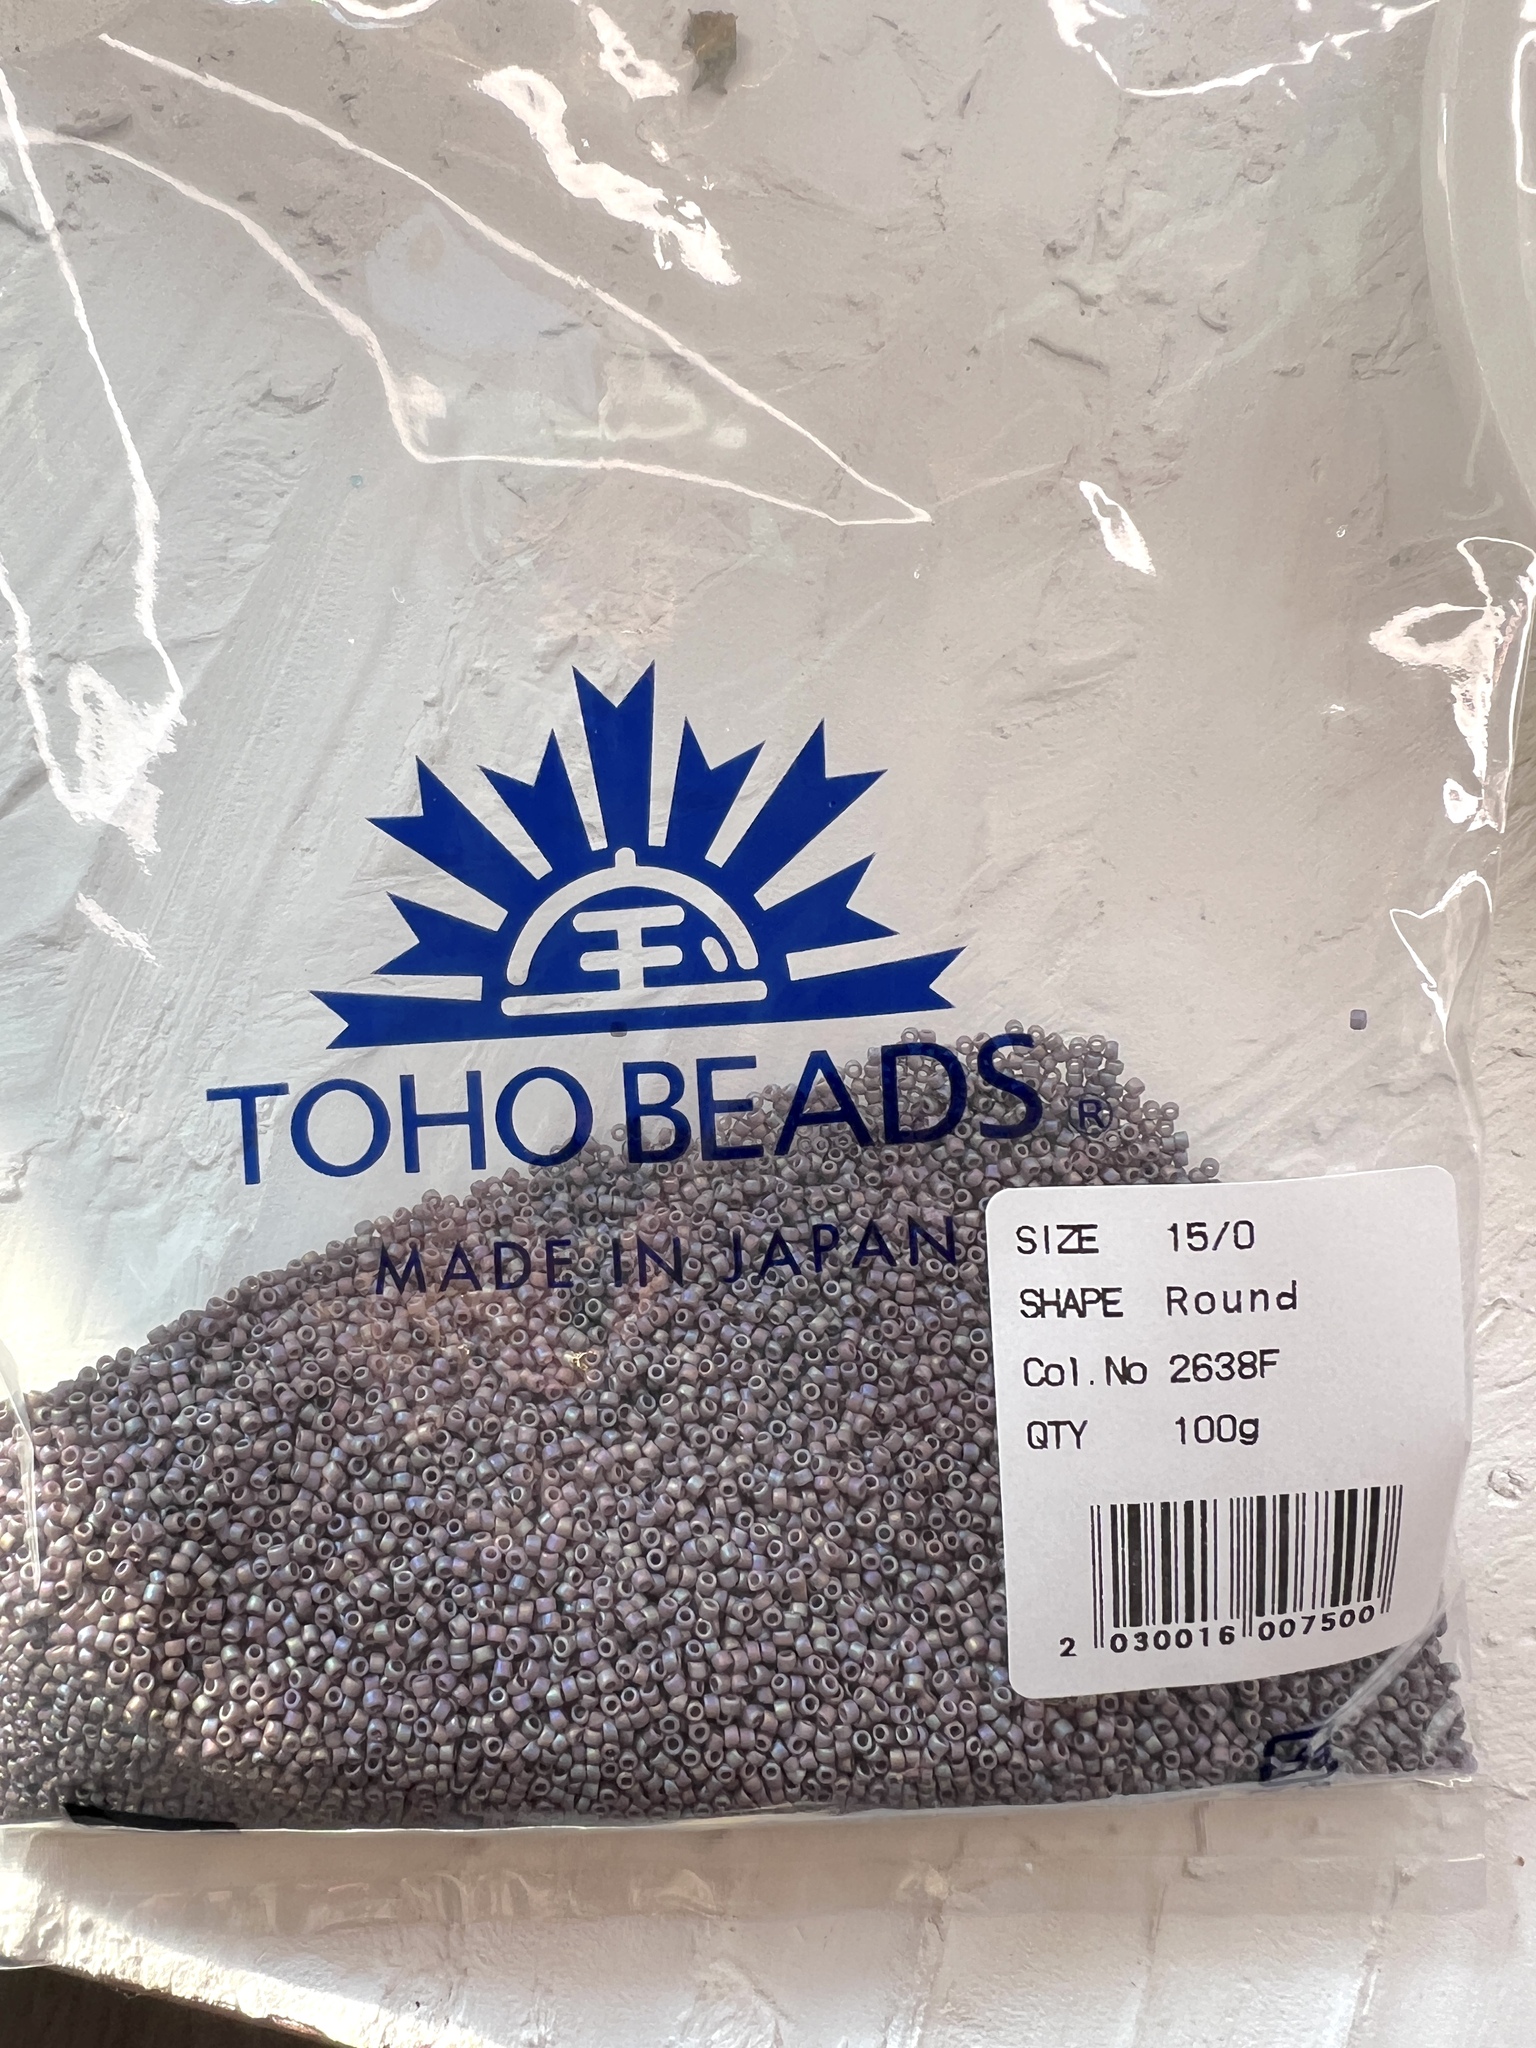 TOHO BEADS ®
MADE IN JAPAN
SIZE 15/0
SHAPE Round
Col.No 2638F
QTY 100g
2 030016 007500